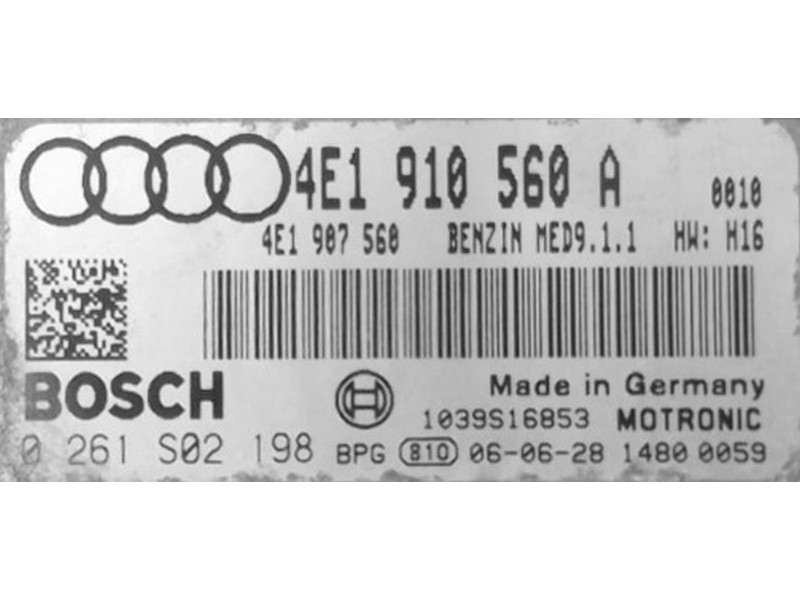 4E1 910 560 A 0010
4E1 907 560 BENZIN MED9.1.1 HW: H16
BOSCH Made in Germany
1039S16853 MOTRONIC
0 261 S02 198 BPG 810 06-06-28 1480 0059